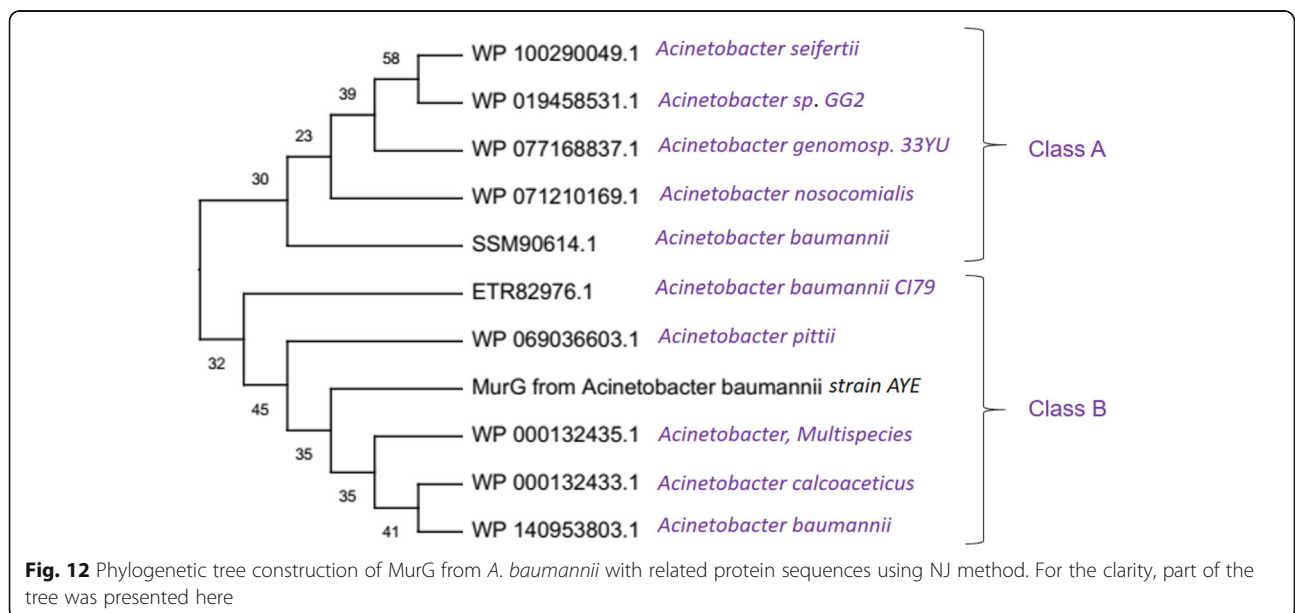 58 WP 100290049.1 Acinetobacter seifertii
39 WP 019458531.1 Acinetobacter sp. GG2
23 WP 077168837.1 Acinetobacter genomosp. 33YU
Class A
30 WP 071210169.1 Acinetobacter nosocomialis
SSM90614.1 Acinetobacter baumannii
ETR82976.1 Acinetobacter baumannii CI79
32 WP 069036603.1 Acinetobacter pittii
MurG from Acinetobacter baumannii strain AYE
Class B
45 WP 000132435.1 Acinetobacter, Multispecies
35
35 WP 000132433.1 Acinetobacter calcoaceticus
41 WP 140953803.1 Acinetobacter baumannii
Fig. 12 Phylogenetic tree construction of MurG from A. baumannii with related protein sequences using NJ method. For the clarity, part of the
tree was presented here